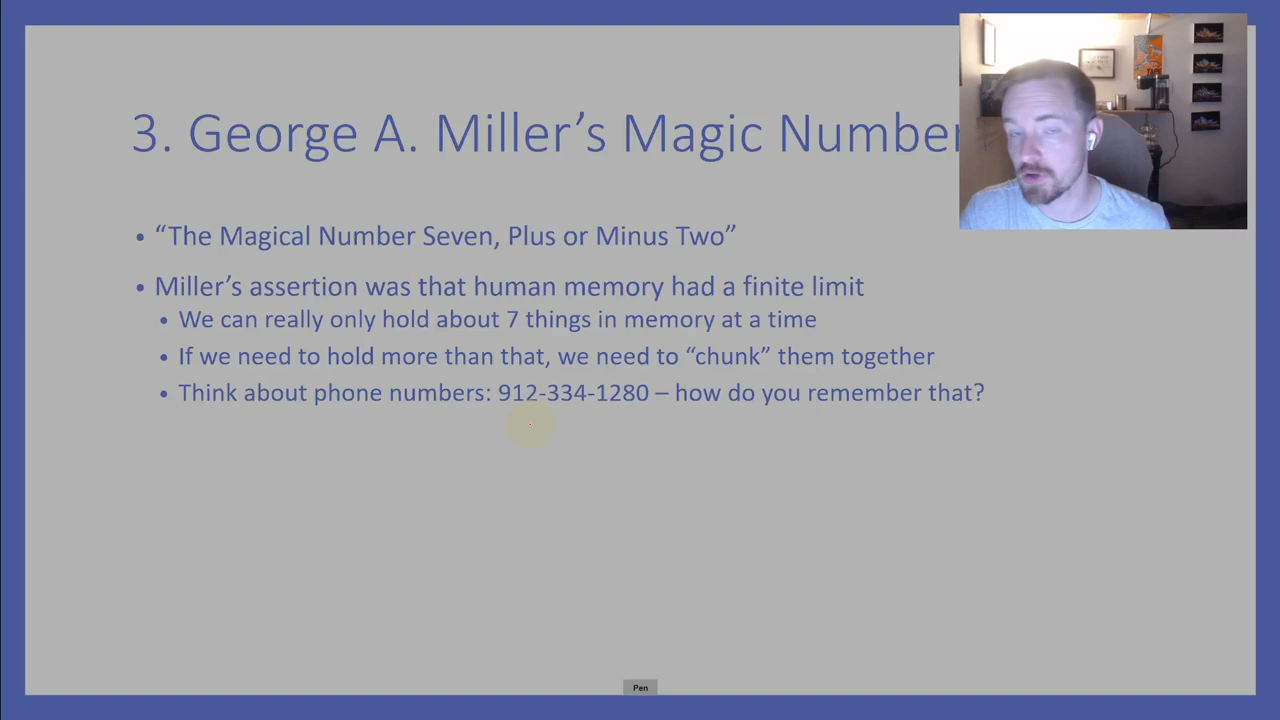 3. George A. Miller’s Magic Number
• “The Magical Number Seven, Plus or Minus Two”
• Miller’s assertion was that human memory had a finite limit
• We can really only hold about 7 things in memory at a time
• If we need to hold more than that, we need to “chunk” them together
• Think about phone numbers: 912-334-1280 – how do you remember that?
Pen